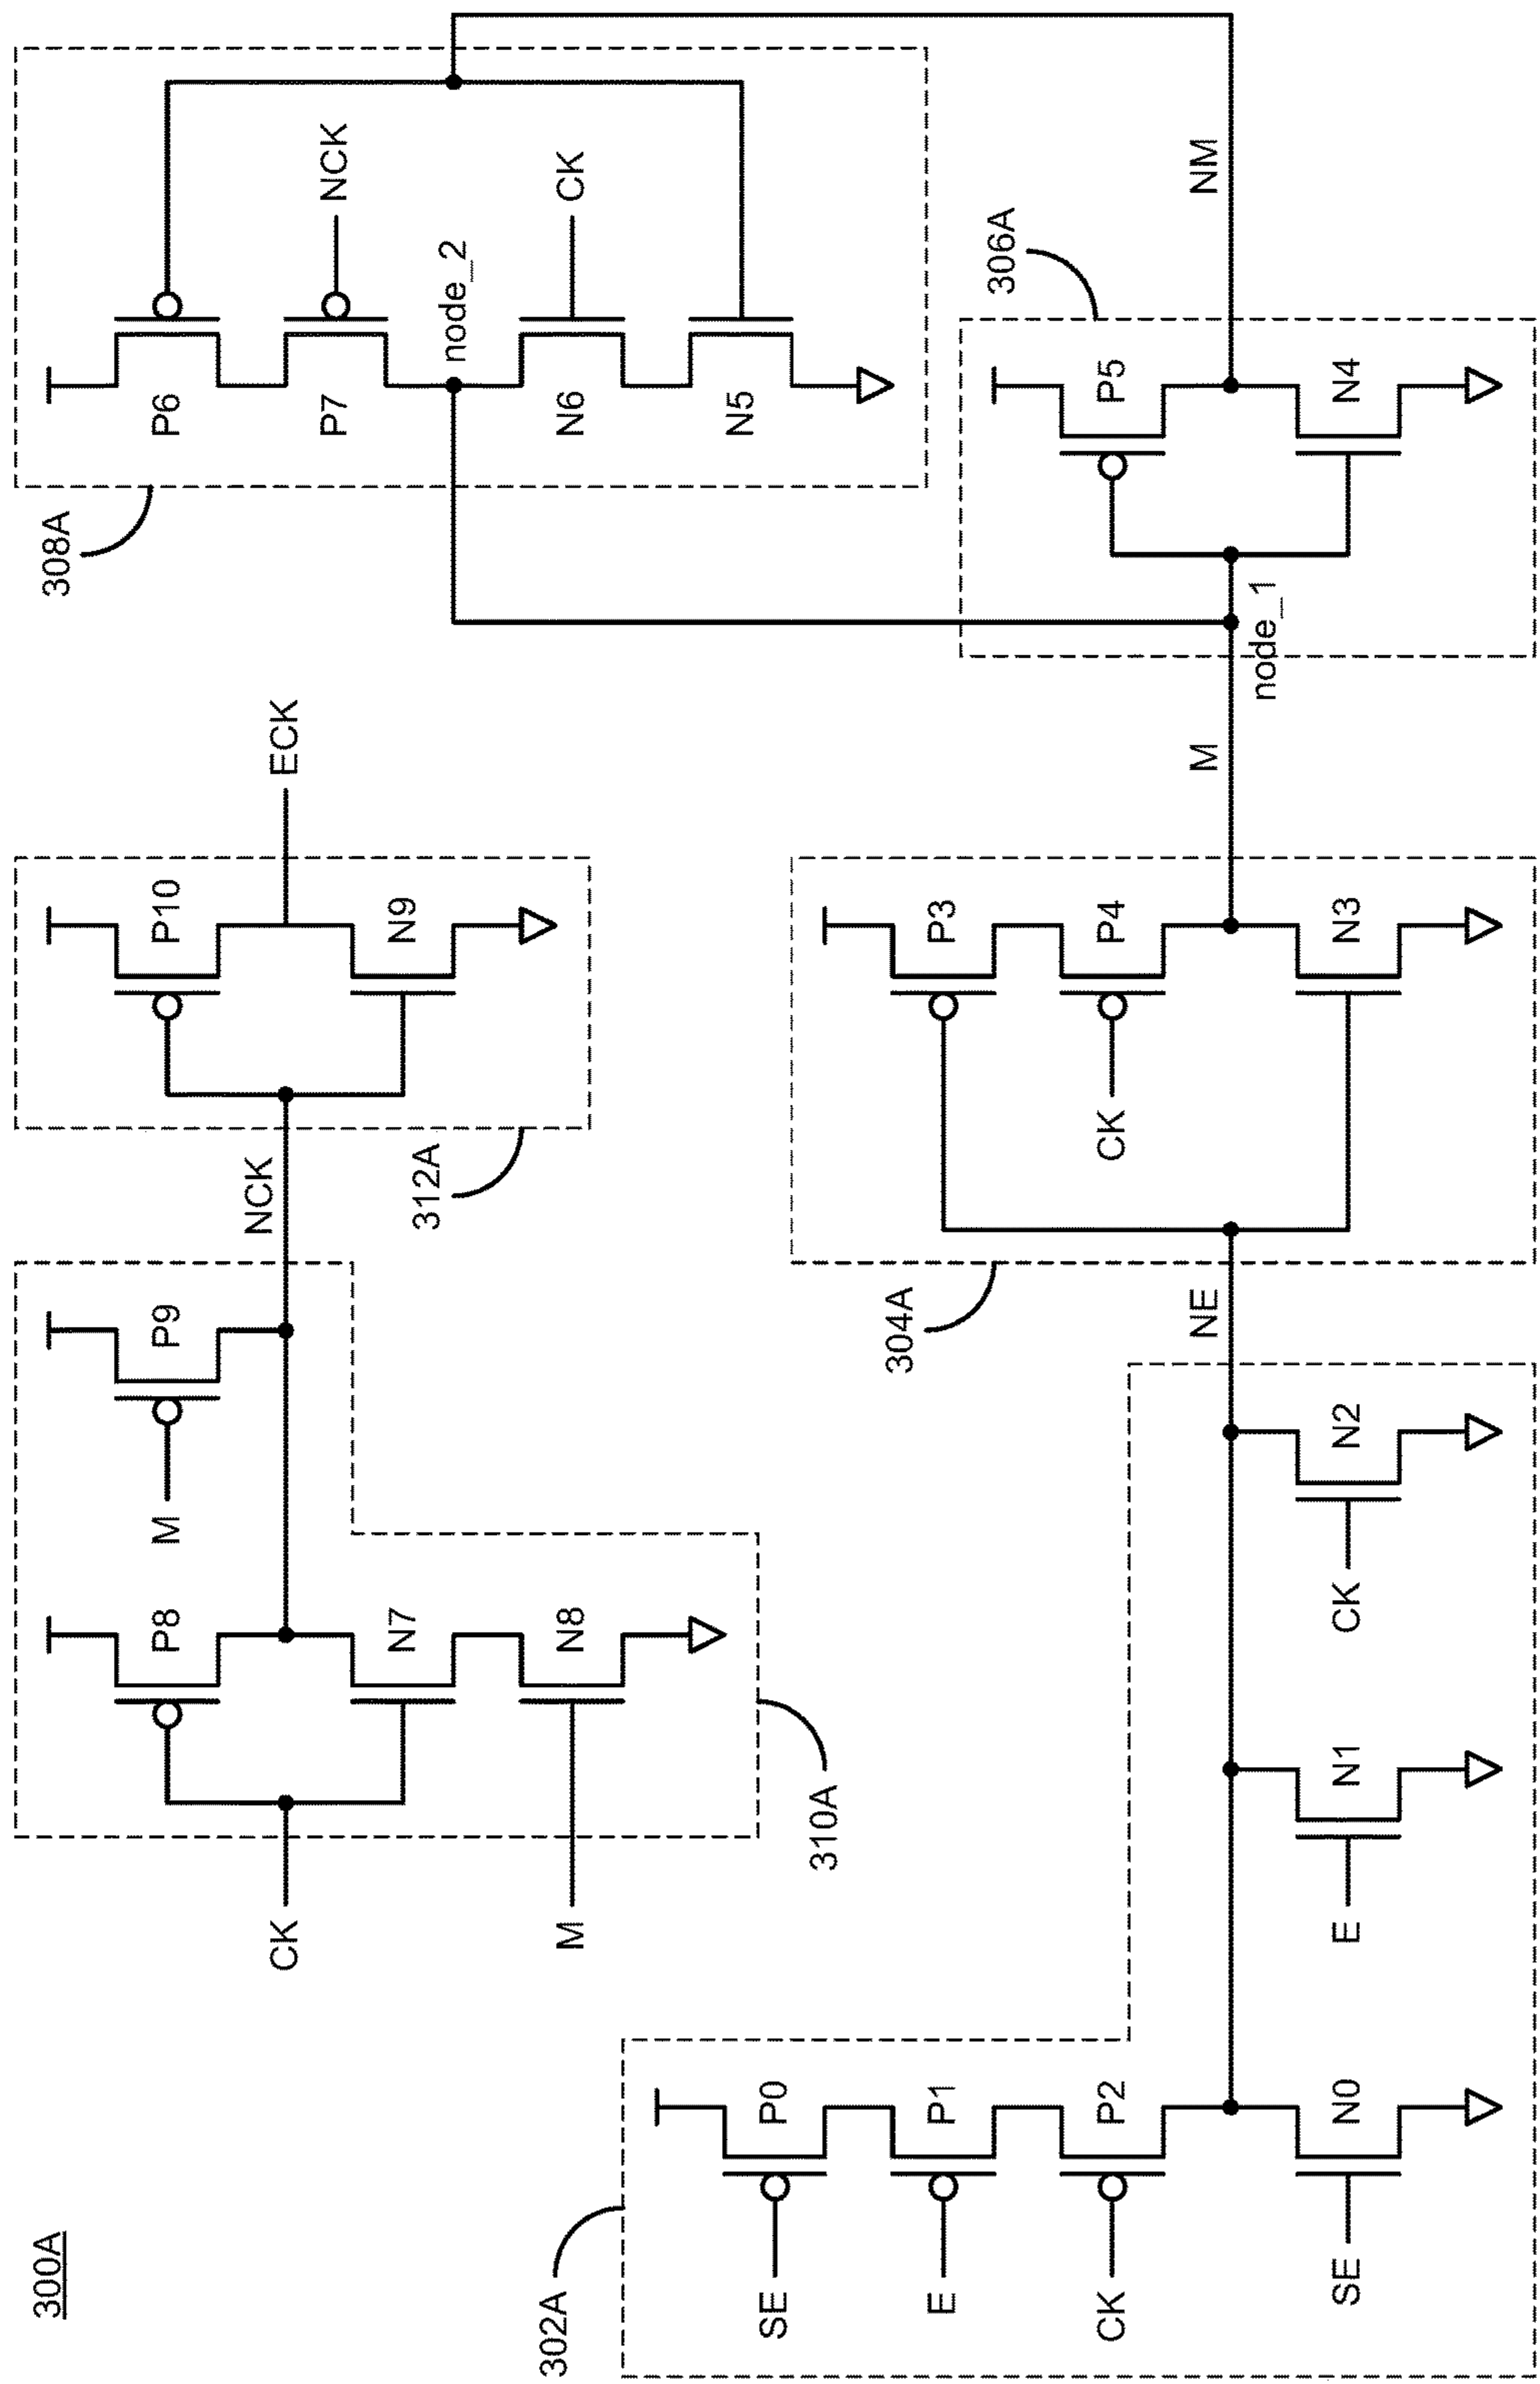 300A
302A
SE
P0
E
P1
CK
P2
SE
N0
E
N1
CK
N2
NE
304A
P3
CK
P4
N3
M
node_1
306A
P5
N4
NM
308A
P6
P7
NCK
node_2
N6
CK
N5
CK
M
310A
P8
N7
N8
M
P9
NCK
312A
P10
N9
ECK